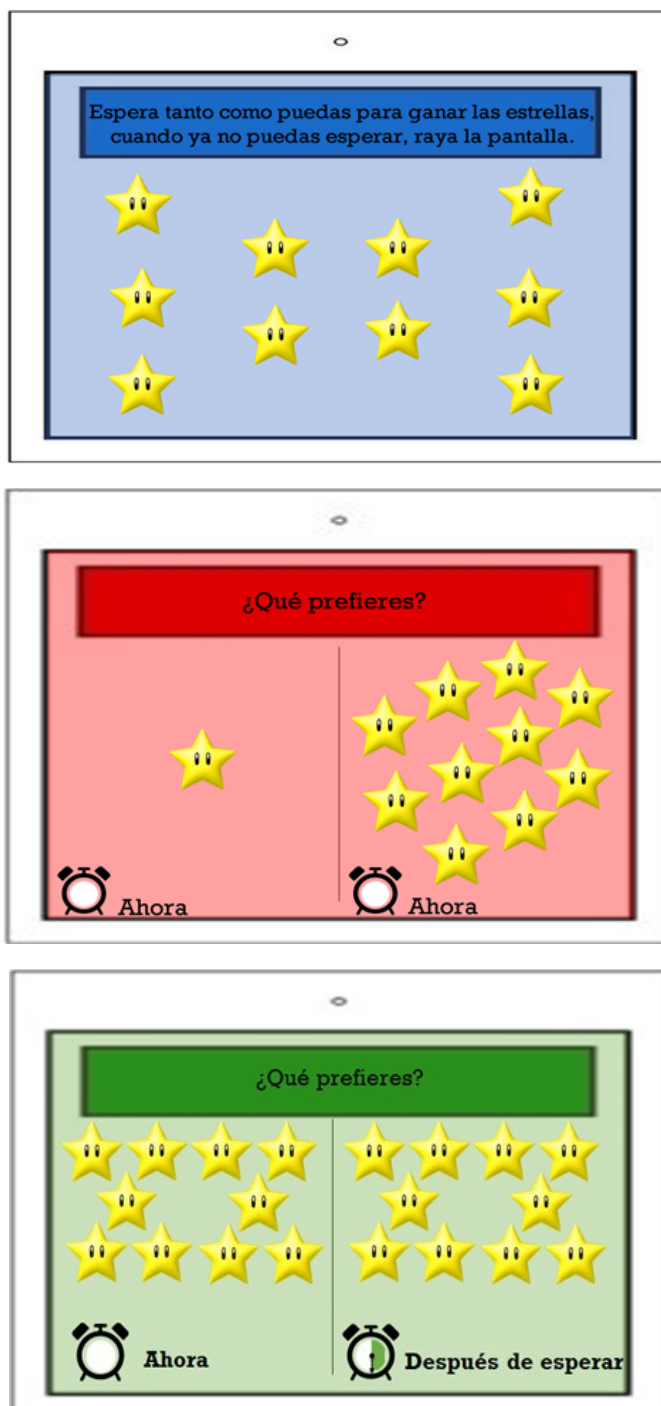 Espera tanto como puedas para ganar las estrellas,
cuando ya no puedas esperar, raya la pantalla.
¿Qué prefieres?
Ahora
Ahora
¿Qué prefieres?
Ahora
Después de esperar